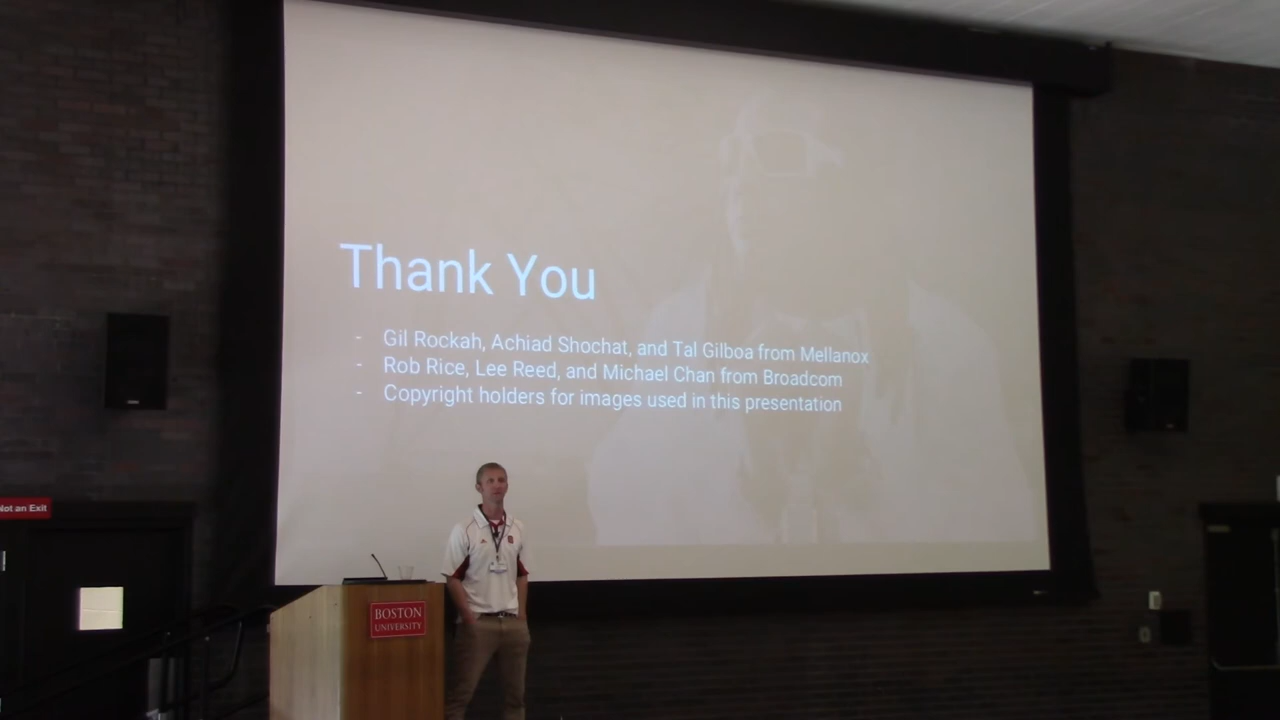 Thank You
- Gil Rockah, Achiad Shochat, and Tal Gilboa from Mellanox
- Rob Rice, Lee Reed, and Michael Chan from Broadcom
- Copyright holders for images used in this presentation
Not an Exit
BOSTON
UNIVERSITY